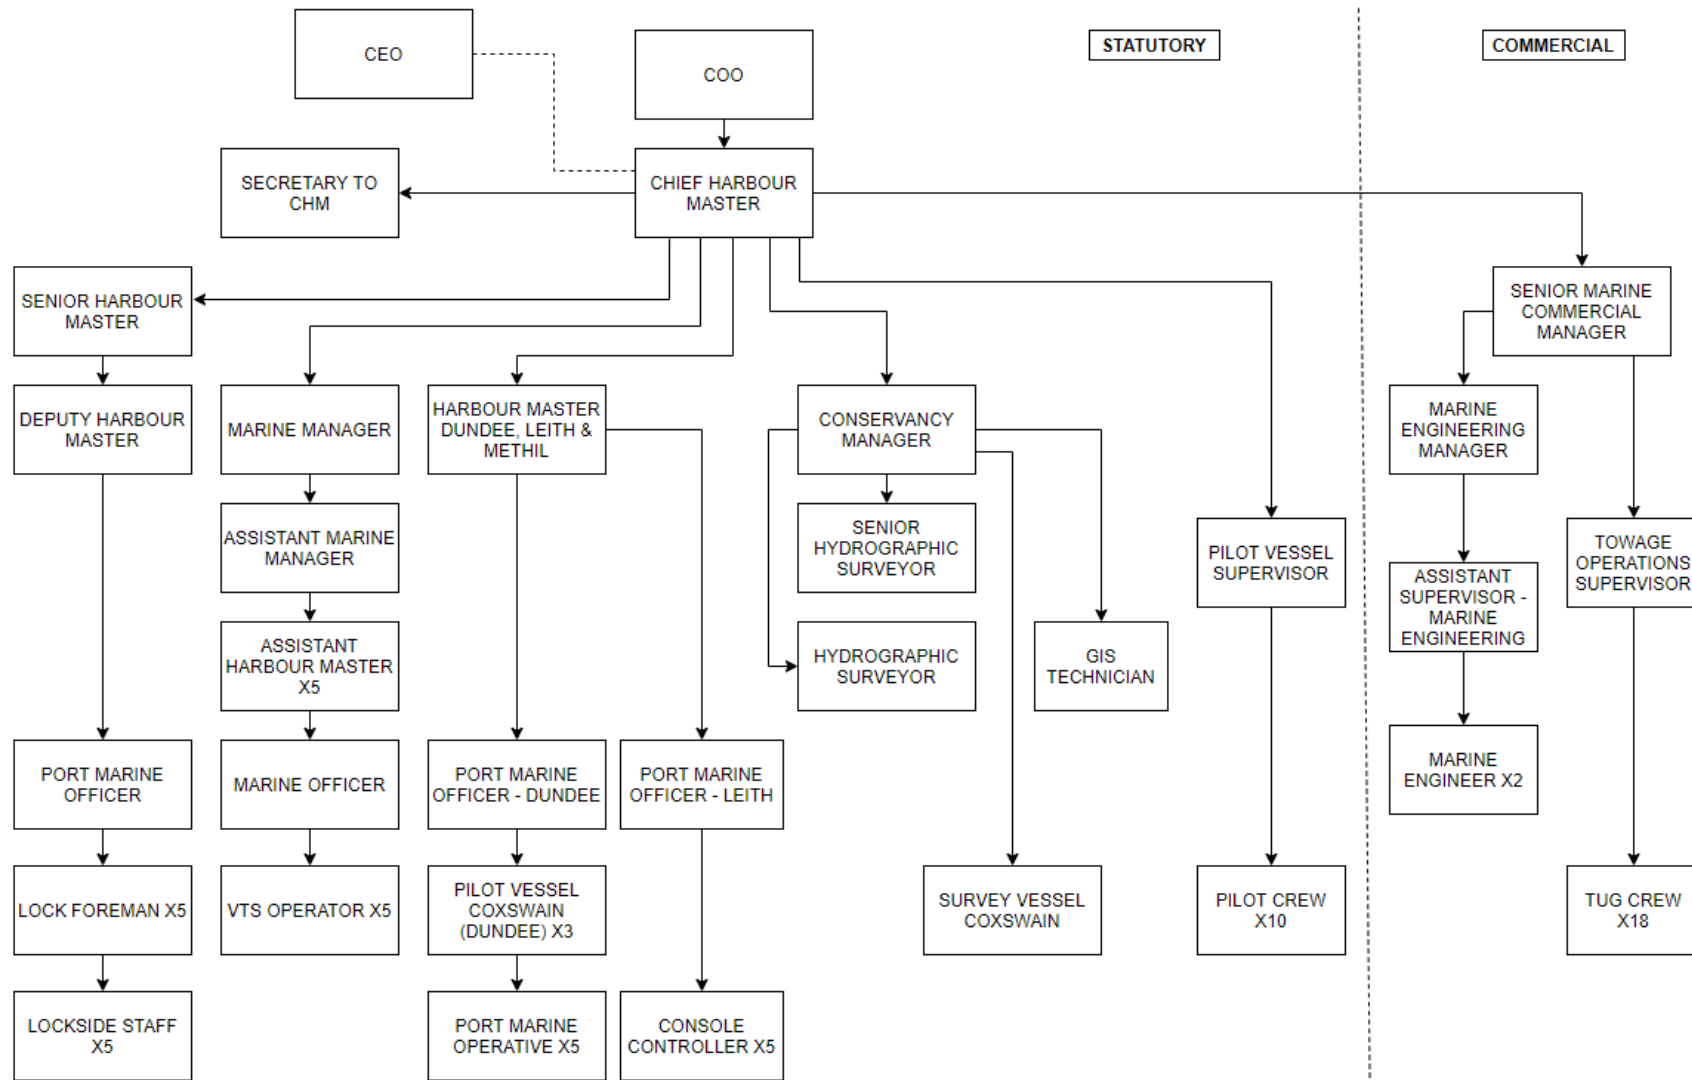 CEO
COO
STATUTORY
COMMERCIAL
SECRETARY TO
CHM
CHIEF HARBOUR
MASTER
SENIOR HARBOUR
MASTER
SENIOR MARINE
COMMERCIAL
MANAGER
DEPUTY HARBOUR
MASTER
MARINE MANAGER
HARBOUR MASTER
DUNDEE, LEITH &
METHIL
CONSERVANCY
MANAGER
MARINE
ENGINEERING
MANAGER
ASSISTANT MARINE
MANAGER
SENIOR
HYDROGRAPHIC
SURVEYOR
PILOT VESSEL
SUPERVISOR
TOWAGE
OPERATIONS
SUPERVISOR
ASSISTANT
SUPERVISOR -
MARINE
ENGINEERING
ASSISTANT
HARBOUR MASTER
X5
HYDROGRAPHIC
SURVEYOR
GIS
TECHNICIAN
PORT MARINE
OFFICER
MARINE OFFICER
PORT MARINE
OFFICER - DUNDEE
PORT MARINE
OFFICER - LEITH
MARINE
ENGINEER X2
LOCK FOREMAN X5
VTS OPERATOR X5
PILOT VESSEL
COXSWAIN
(DUNDEE) X3
SURVEY VESSEL
COXSWAIN
PILOT CREW
X10
TUG CREW
X18
LOCKSIDE STAFF
X5
PORT MARINE
OPERATIVE X5
CONSOLE
CONTROLLER X5